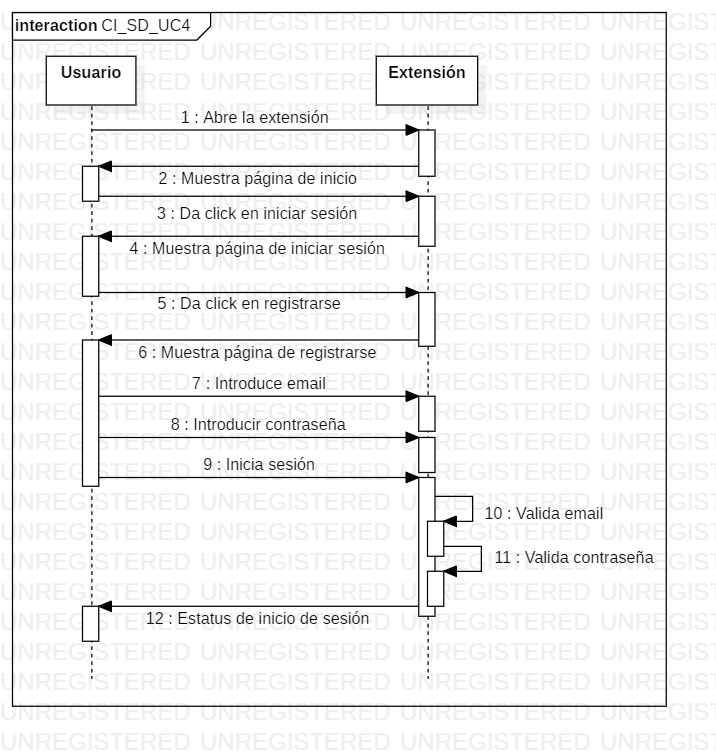 interaction CI_SD_UC4
Usuario
Extensión
1 : Abre la extensión
2 : Muestra página de inicio
3 : Da click en iniciar sesión
4 : Muestra página de iniciar sesión
5 : Da click en registrarse
6 : Muestra página de registrarse
7 : Introduce email
8 : Introducir contraseña
9 : Inicia sesión
10 : Valida email
11 : Valida contraseña
12 : Estatus de inicio de sesión
UNREGISTERED